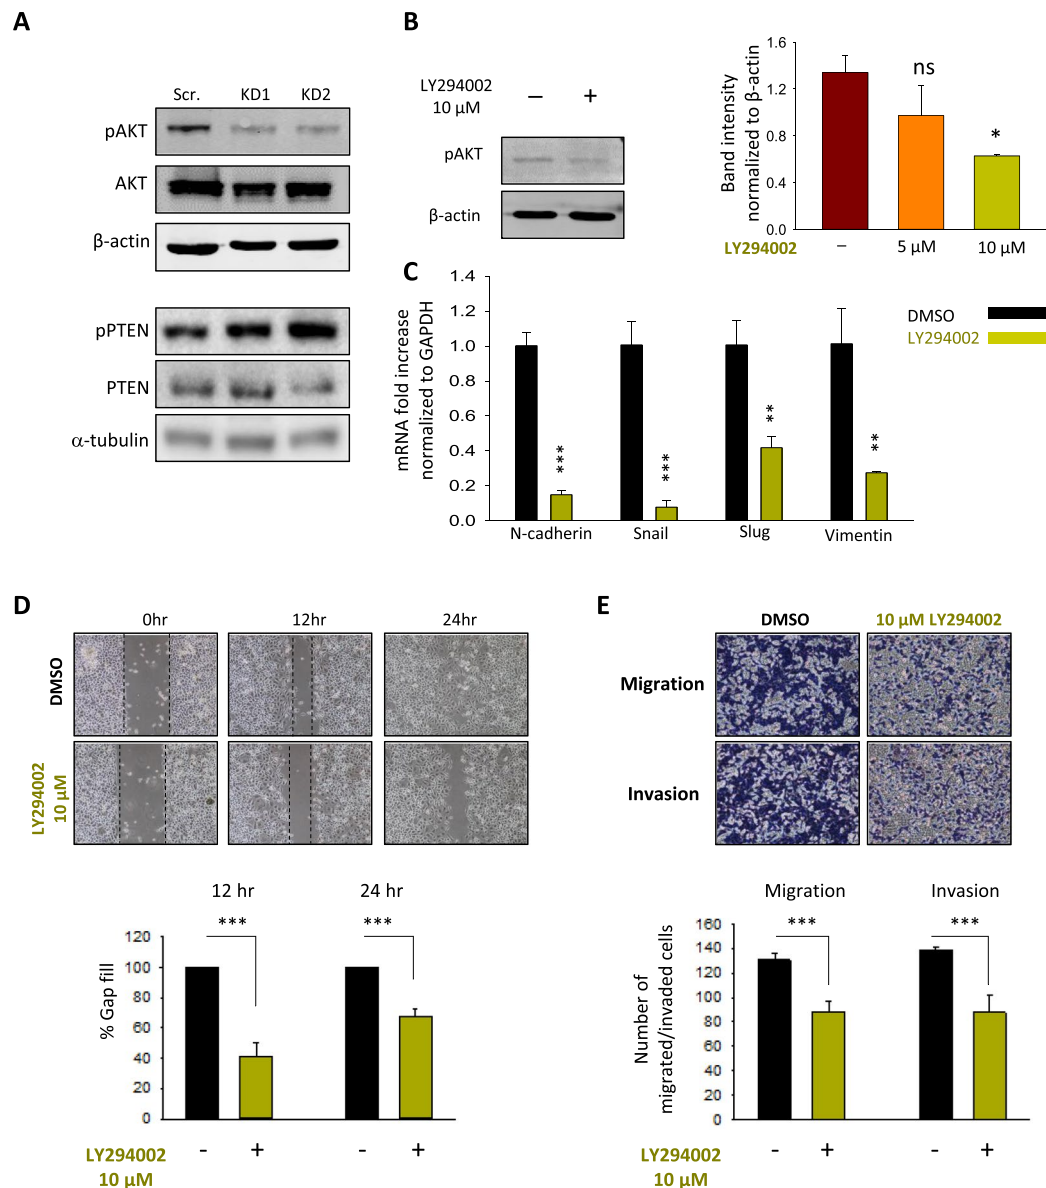 A
Scr. KD1 KD2
pAKT
AKT
β-actin
pPTEN
PTEN
α-tubulin
B
LY294002
10 µM
– +
pAKT
β-actin
Band intensity
normalized to β-actin
1.6
1.2
0.8
0.4
0.0
ns
*
LY294002 – 5 µM 10 µM
C
mRNA fold increase
normalized to GAPDH
1.4
1.2
1.0
0.8
0.6
0.4
0.2
0.0
***
***
**
**
N-cadherin Snail Slug Vimentin
DMSO
LY294002
D
0hr 12hr 24hr
DMSO
LY294002
10 µM
12 hr 24 hr
*** ***
% Gap fill
120
100
80
60
40
20
0
LY294002 - + - +
10 µM
E
DMSO 10 µM LY294002
Migration
Invasion
Migration Invasion
*** ***
Number of
migrated/invaded cells
160
140
120
100
80
60
40
20
0
LY294002 - + - +
10 µM